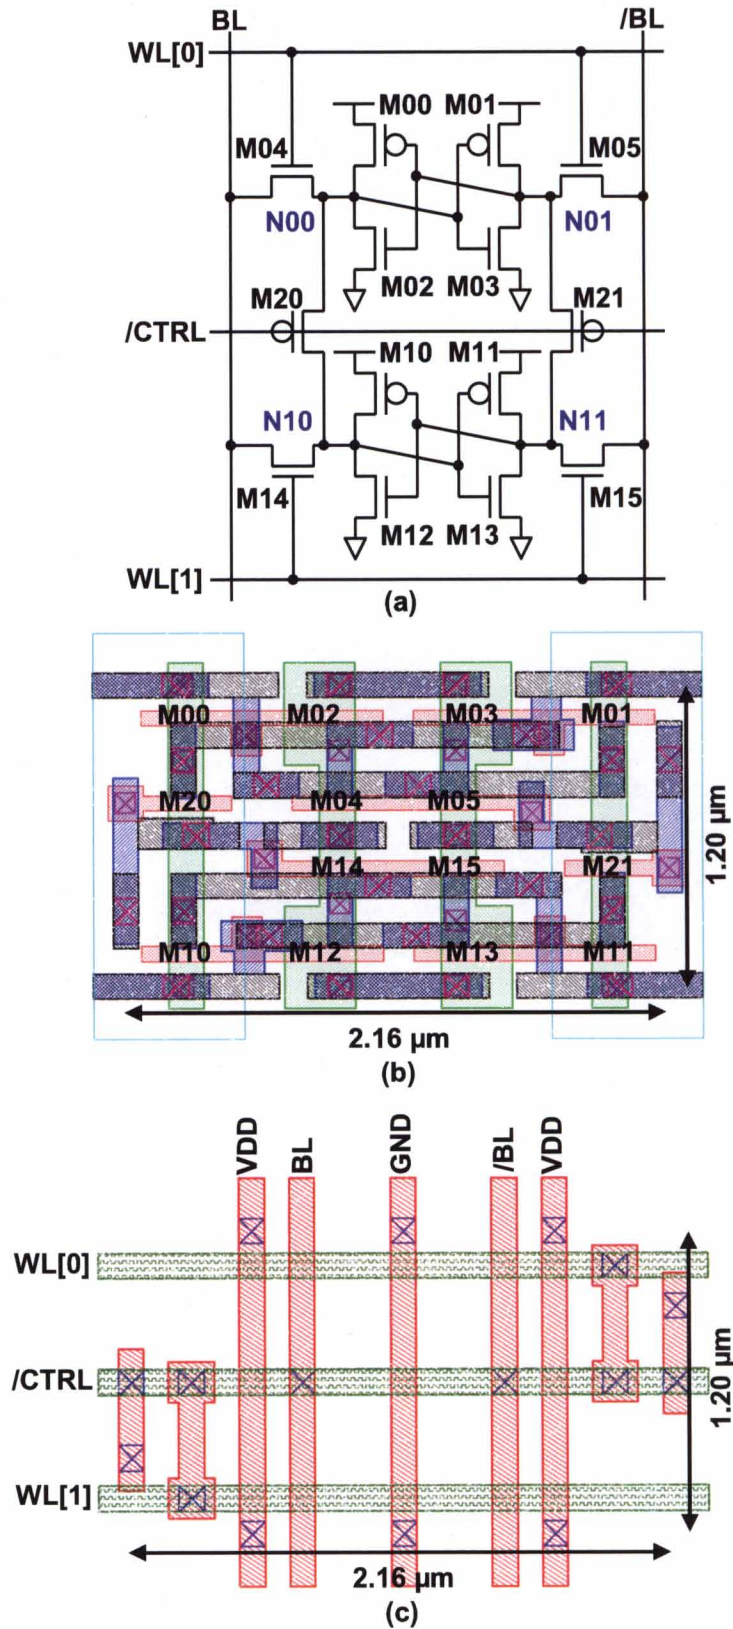 BL /BL
WL[0]
M00 M01
M04 M05
N00 N01
M02 M03
M20 M21
/CTRL
M10 M11
N10 N11
M14 M15
M12 M13
WL[1]
(a)
M00 M02 M03 M01
M20 M04 M05
M14 M15 M21
M10 M12 M13 M11
1.20 µm
2.16 µm
(b)
VDD BL GND /BL VDD
WL[0]
/CTRL
WL[1]
1.20 µm
2.16 µm
(c)